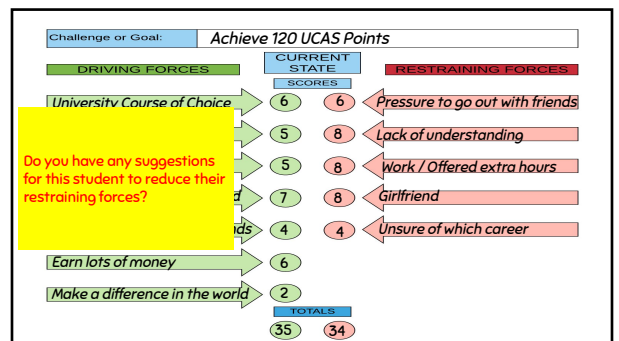 Challenge or Goal: Achieve 120 UCAS Points
DRIVING FORCES
CURRENT
STATE
RESTRAINING FORCES
SCORES
University Course of Choice 6 6 Pressure to go out with friends
5 8 Lack of understanding
Do you have any suggestions
for this student to reduce their
restraining forces?
5 8 Work / Offered extra hours
7 8 Girlfriend
4 4 Unsure of which career
Earn lots of money 6
Make a difference in the world 2
TOTALS
35 34